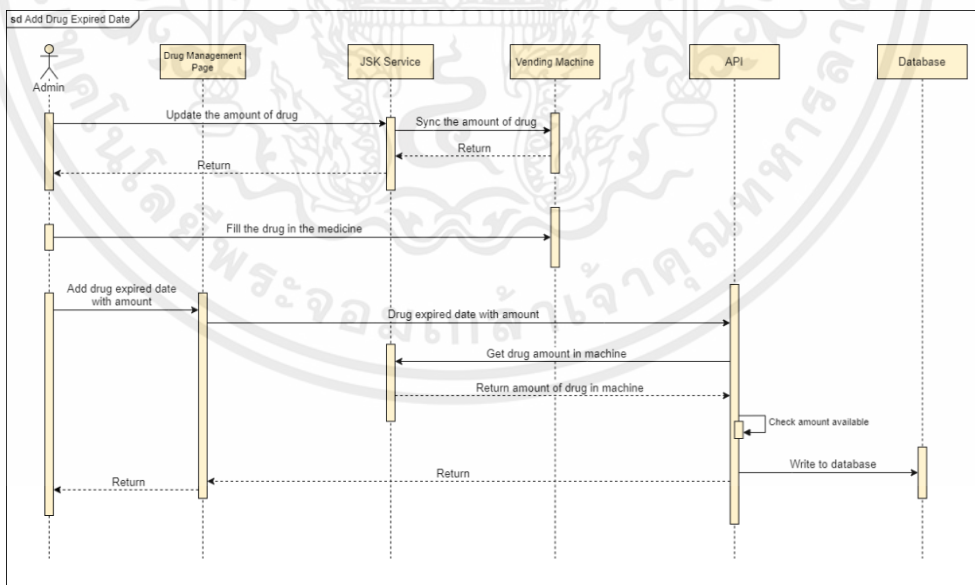 sd Add Drug Expired Date
Admin
Drug Management
Page
JSK Service
Vending Machine
API
Database
Update the amount of drug
Sync the amount of drug
Return
Return
Fill the drug in the medicine
Add drug expired date
with amount
Drug expired date with amount
Get drug amount in machine
Return amount of drug in machine
Check amount available
Write to database
Return
Return